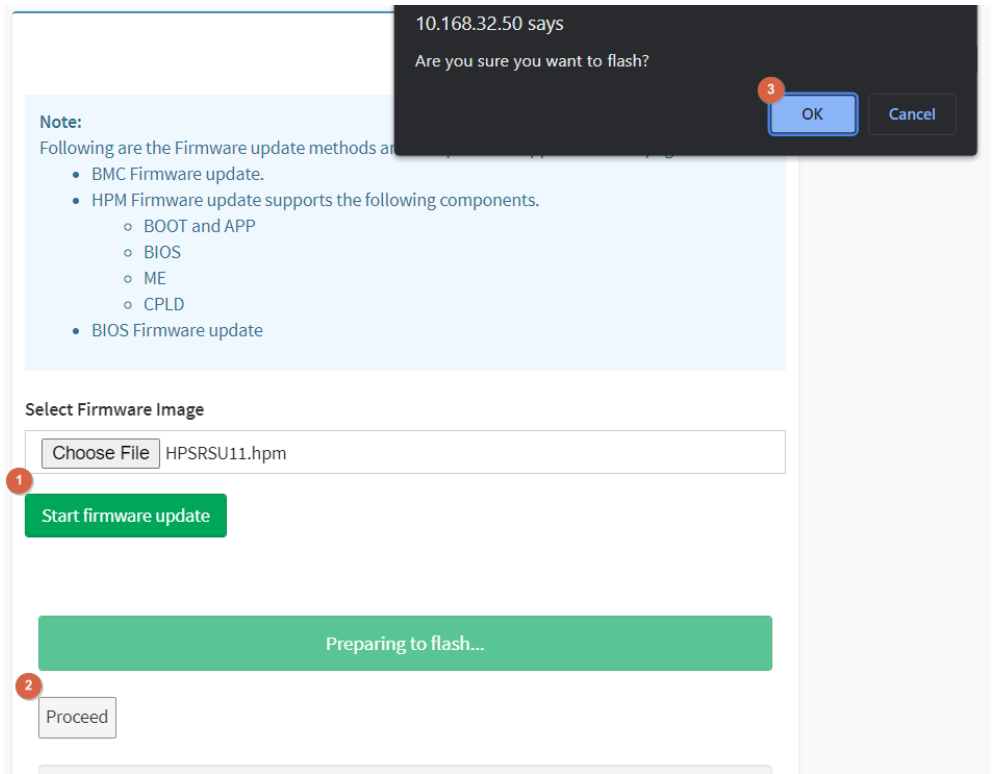 10.168.32.50 says
Are you sure you want to flash?
3
OK
Cancel
Note:
Following are the Firmware update methods
BMC Firmware update.
HPM Firmware update supports the following components.
BOOT and APP
BIOS
ME
CPLD
BIOS Firmware update
Select Firmware Image
Choose File HPSRSU11.hpm
1
Start firmware update
Preparing to flash...
2
Proceed